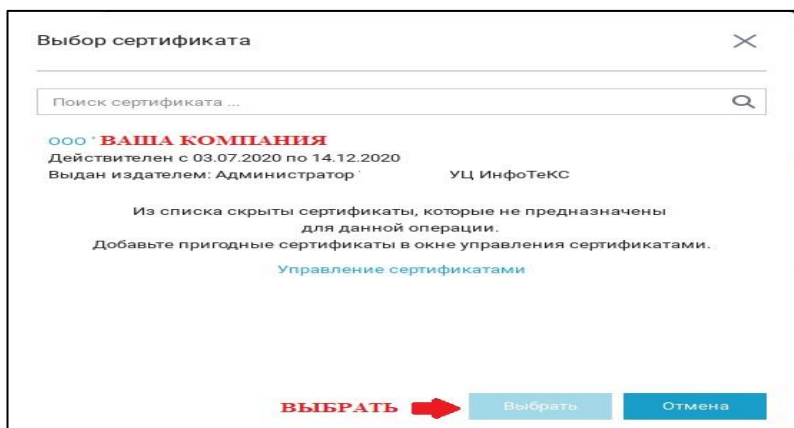 Выбор сертификата
Поиск сертификата ...
ООО " ВАША КОМПАНИЯ
Действителен с 03.07.2020 по 14.12.2020
Выдан издателем: Администратор УЦ ИнфоТеКС
Из списка скрыты сертификаты, которые не предназначены
для данной операции.
Добавьте пригодные сертификаты в окне управления сертификатами.
Управление сертификатами
ВЫБРАТЬ Выбрать Отмена